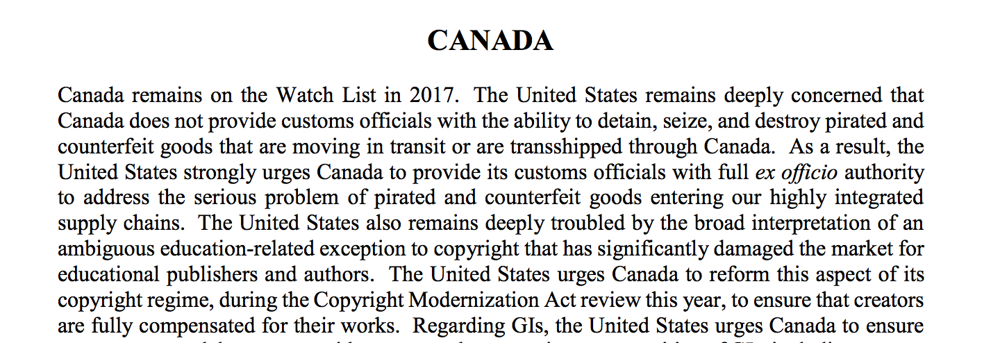 CANADA
Canada remains on the Watch List in 2017. The United States remains deeply concerned that
Canada does not provide customs officials with the ability to detain, seize, and destroy pirated and
counterfeit goods that are moving in transit or are transshipped through Canada. As a result, the
United States strongly urges Canada to provide its customs officials with full ex officio authority
to address the serious problem of pirated and counterfeit goods entering our highly integrated
supply chains. The United States also remains deeply troubled by the broad interpretation of an
ambiguous education-related exception to copyright that has significantly damaged the market for
educational publishers and authors. The United States urges Canada to reform this aspect of its
copyright regime, during the Copyright Modernization Act review this year, to ensure that creators
are fully compensated for their works. Regarding GIs, the United States urges Canada to ensure